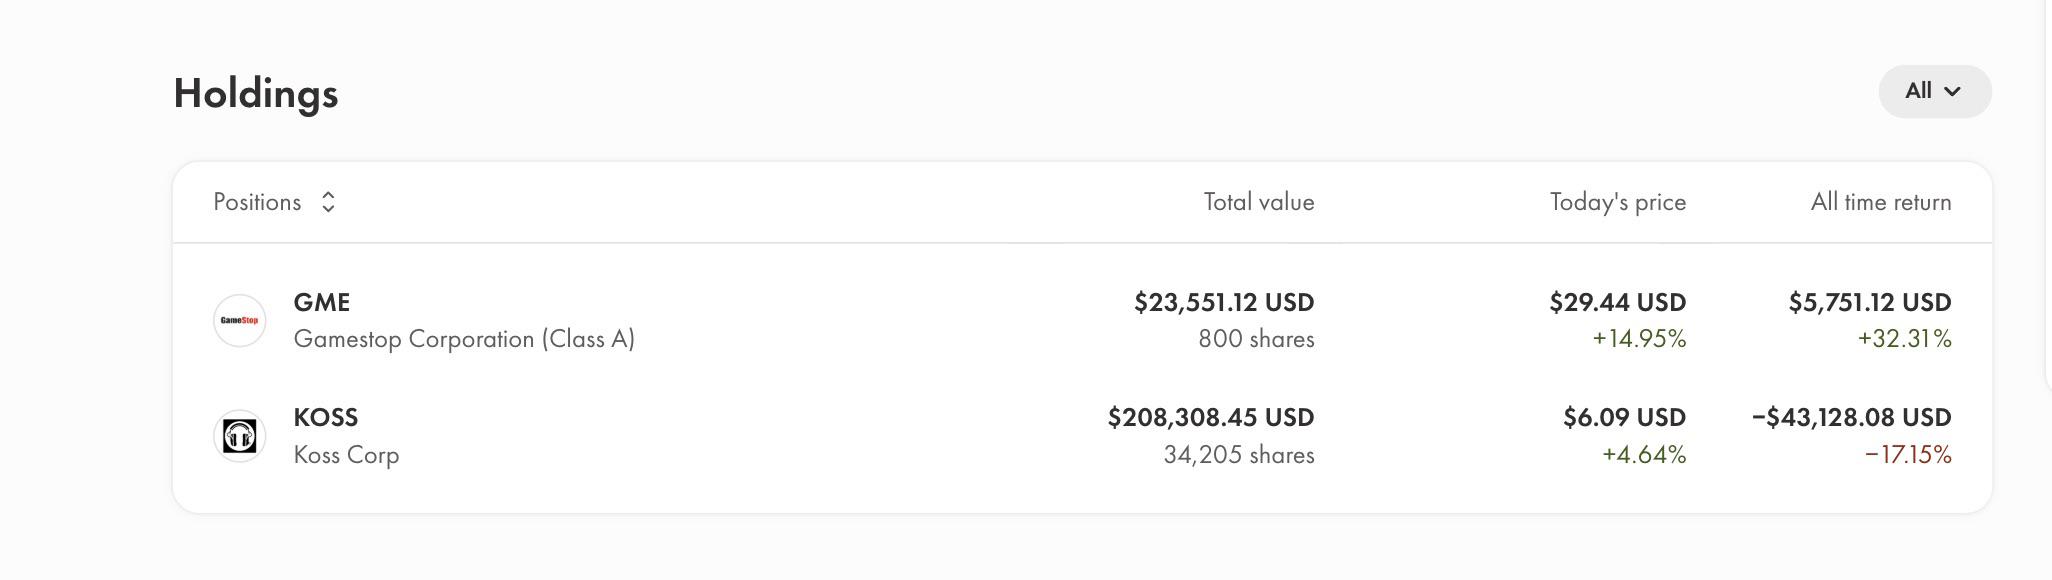 Holdings
All
Positions Total value Today's price All time return
GameStop
GME $23,551.12 USD $29.44 USD $5,751.12 USD
Gamestop Corporation (Class A) 800 shares +14.95% +32.31%
KOSS $208,308.45 USD $6.09 USD −$43,128.08 USD
Koss Corp 34,205 shares +4.64% −17.15%